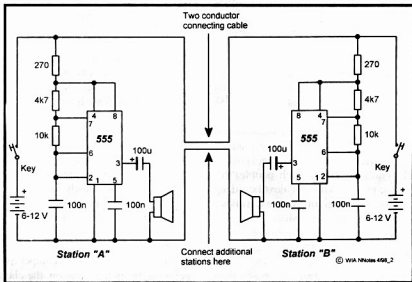 Two conductor
connecting cable
270
4k7
10k
Key
+
6-12 V
100n
4 8
7
555
6
3
2
1 5
+
100u
100n
Station "A"
Connect additional
stations here
270
4k7
10k
Key
+
6-12 V
100n
8 4
7
555
6
3
5 1 2
100u
+
100n
Station "B"
© WIA NNotes 4/98_2